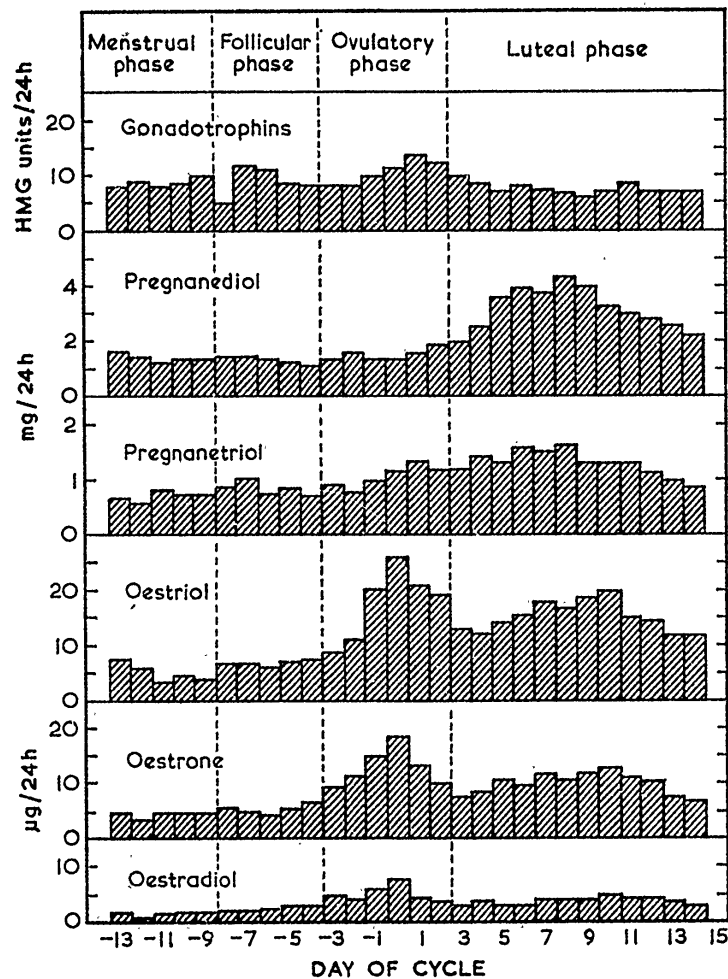 Menstrual phase
Follicular phase
Ovulatory phase
Luteal phase
HMG units/24h
20
10
0
Gonadotrophins
mg/24h
4
2
0
Pregnanediol
2
1
0
Pregnanetriol
20
10
0
Oestriol
µg/24h
20
10
0
Oestrone
10
0
Oestradiol
-13 -11 -9 -7 -5 -3 -1 1 3 5 7 9 11 13 15
DAY OF CYCLE